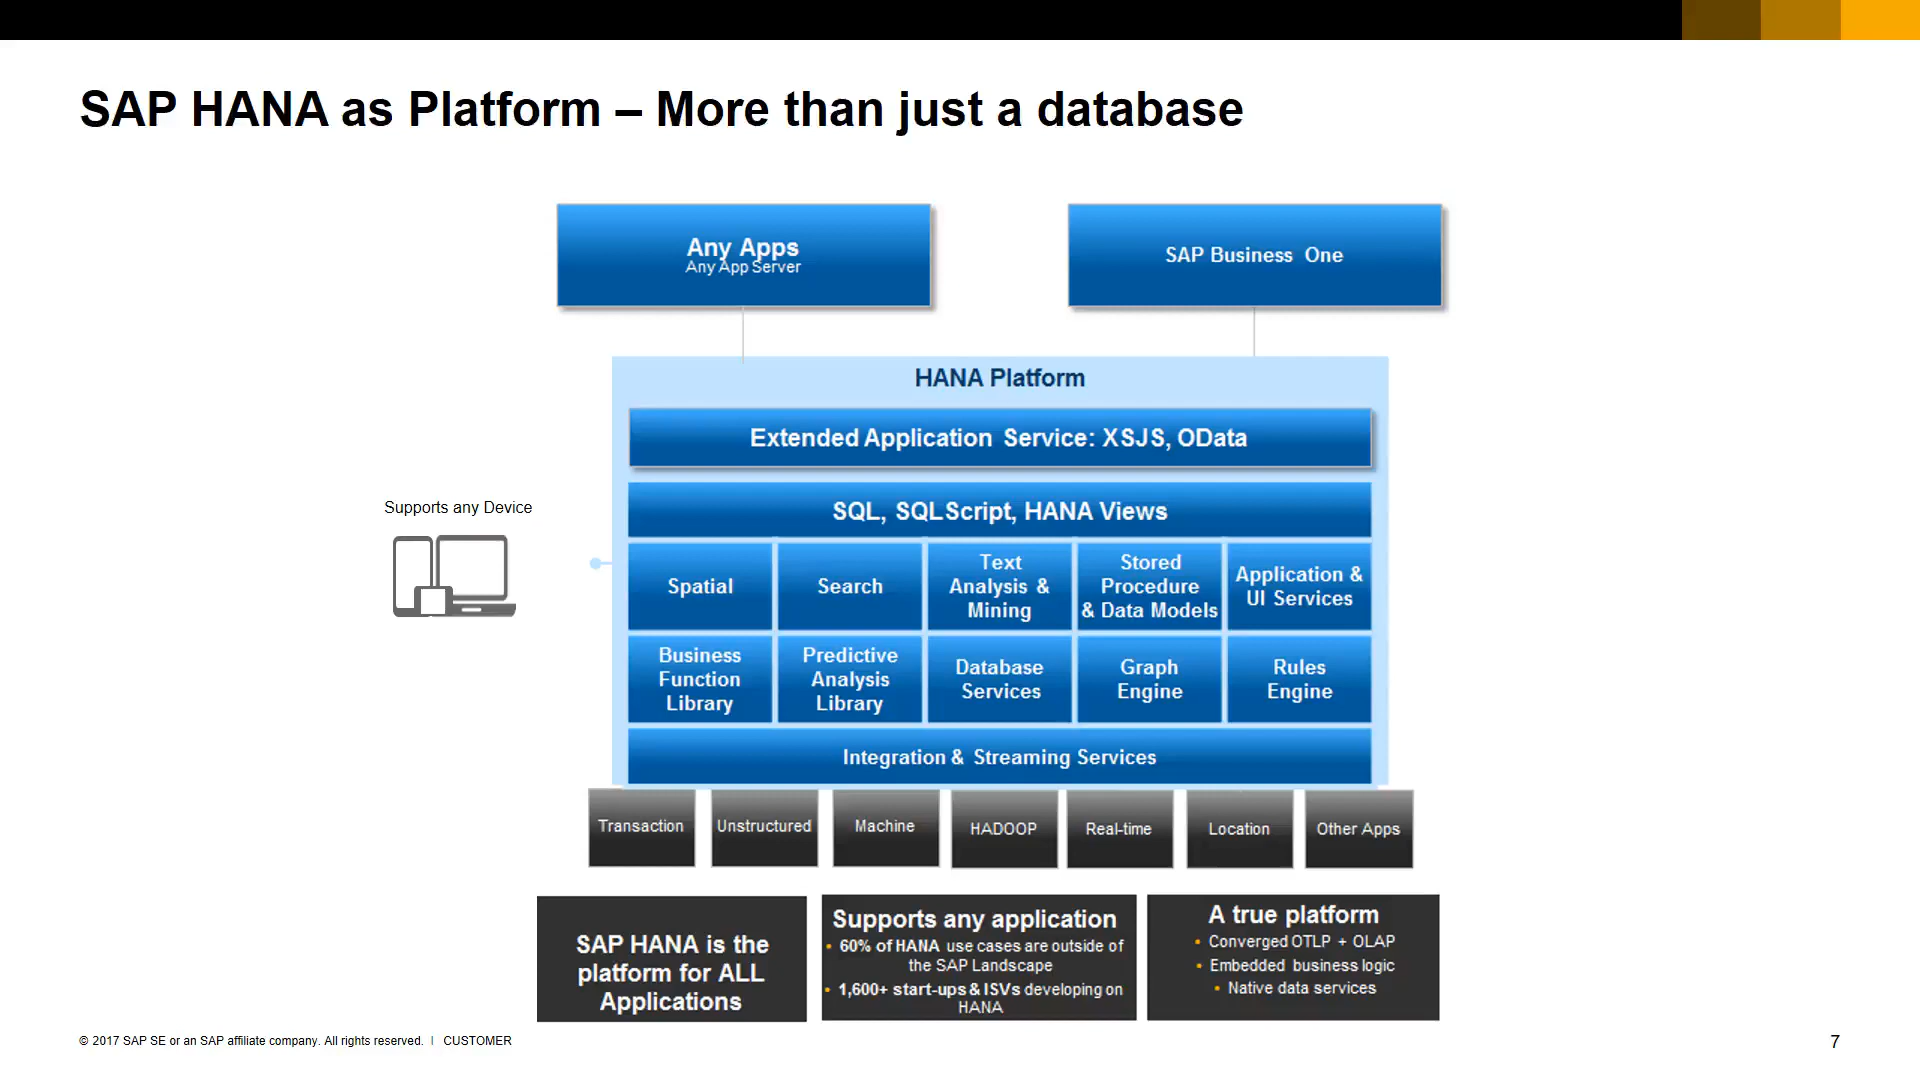 SAP HANA as Platform – More than just a database
Any Apps
Any App Server
SAP Business One
HANA Platform
Extended Application Service: XSJS, OData
SQL, SQLScript, HANA Views
Supports any Device
Spatial
Search
Text
Analysis &
Mining
Stored
Procedure
& Data Models
Application &
UI Services
Business
Function
Library
Predictive
Analysis
Library
Database
Services
Graph
Engine
Rules
Engine
Integration & Streaming Services
Transaction
Unstructured
Machine
HADOOP
Real-time
Location
Other Apps
SAP HANA is the
platform for ALL
Applications
Supports any application
• 60% of HANA use cases are outside of
the SAP Landscape
• 1,600+ start-ups & ISVs developing on
HANA
A true platform
• Converged OTLP + OLAP
• Embedded business logic
• Native data services
© 2017 SAP SE or an SAP affiliate company. All rights reserved. | CUSTOMER
7